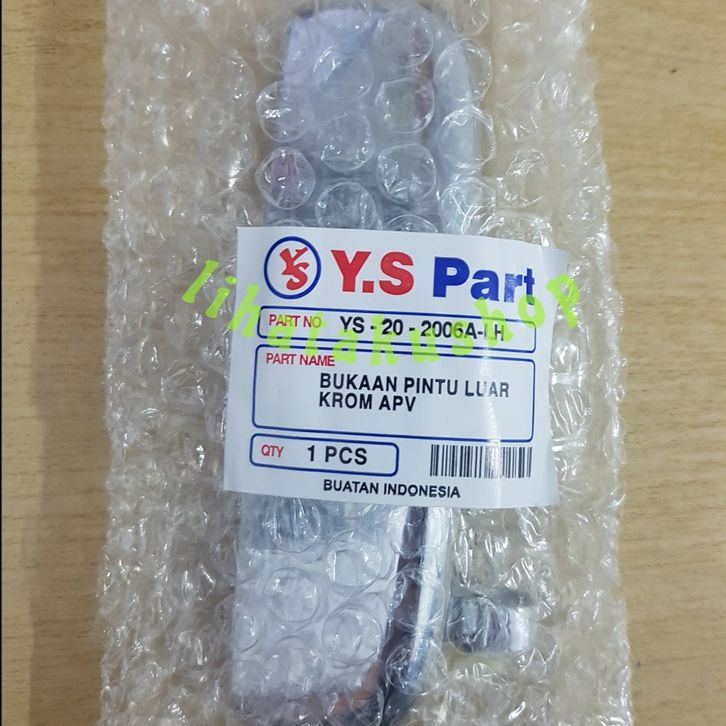 YS Y.S Part
PART NO. YS - 20 - 2006A-LH
PART NAME
BUKAAN PINTU LUAR
KROM APV
QTY 1 PCS
BUATAN INDONESIA
lihatakushop